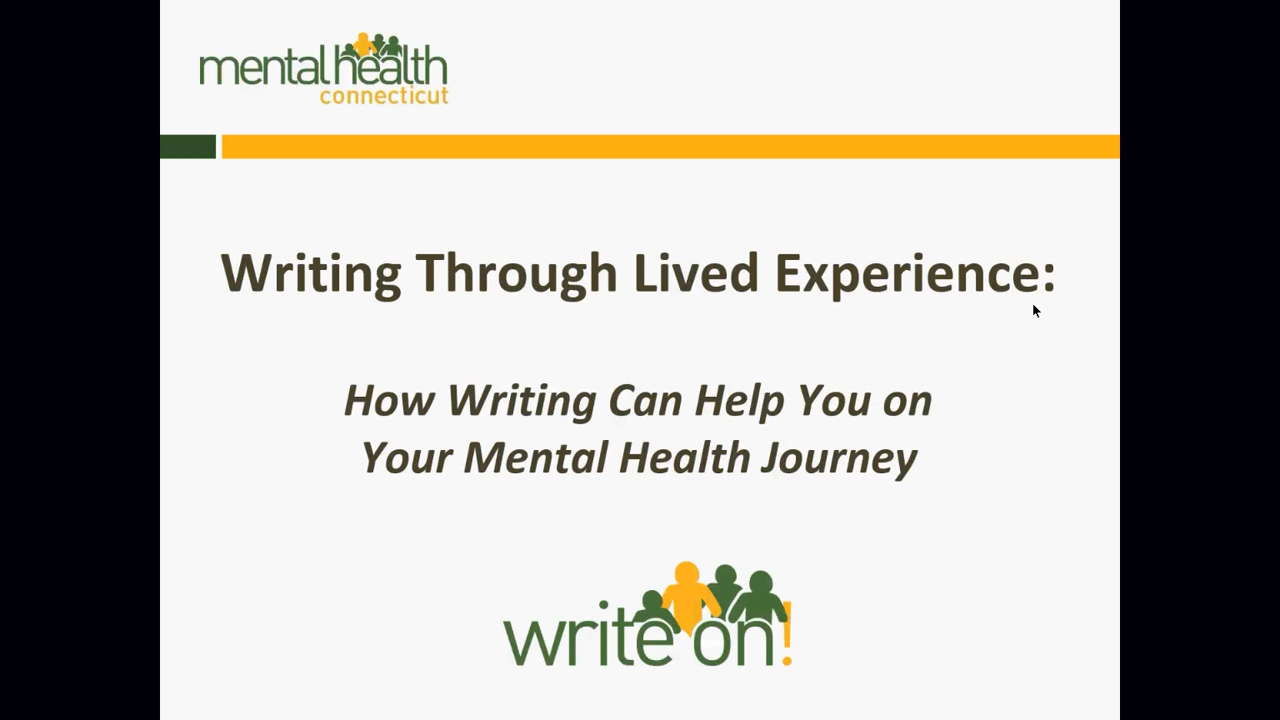 mental health
connecticut
Writing Through Lived Experience:
How Writing Can Help You on
Your Mental Health Journey
write on!